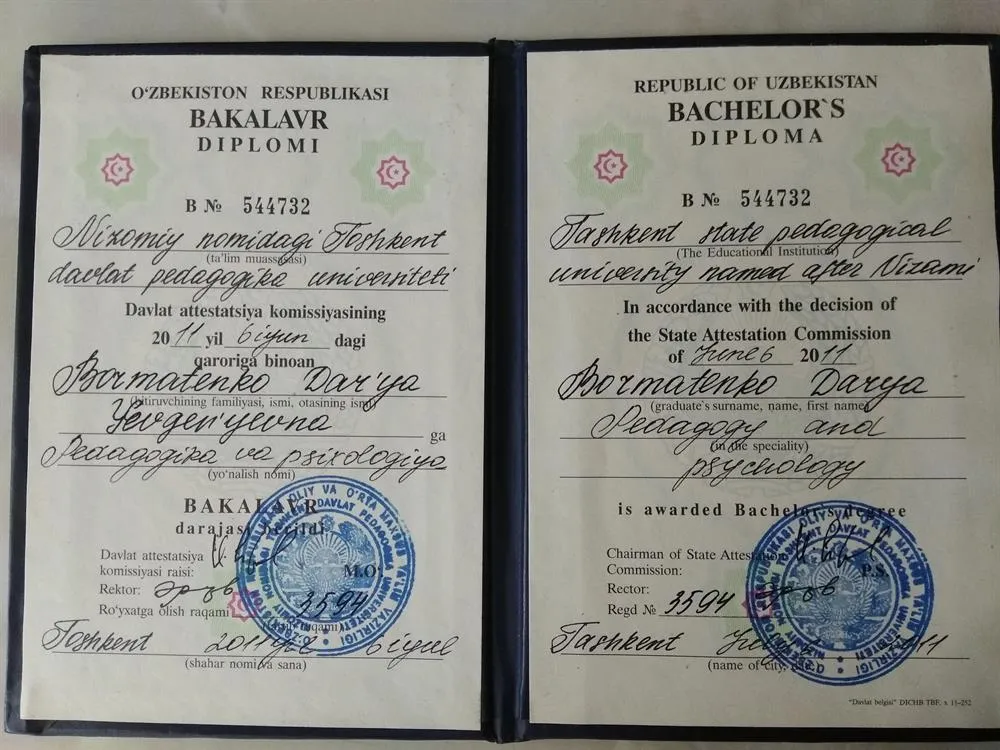 O‘ZBEKISTON RESPUBLIKASI
BAKALAVR
DIPLOMI
B № 544732
Nizomiy nomidagi Toshkent
(ta'lim muassasasi)
davlat pedagogika universiteti
Davlat attestatsiya komissiyasining
2011 yil 6 iyun dagi
qaroriga binoan
Bormatenko Dar'ya
(bitiruvchining familiyasi, ismi, otasining ismi)
Yevgen'yevna ga
Pedagogika va psixologiya
(yo‘nalish nomi)
BAKALAVR
darajasi berildi
Davlat attestatsiya
komissiyasi raisi:
M.O‘.
Rektor:
Ro‘yxatga olish raqami 3594
Toshkent 2011 yil 6 iyul
(shahar nomi va sana)
REPUBLIC OF UZBEKISTAN
BACHELOR`S
DIPLOMA
B № 544732
Tashkent state pedagogical
(The Educational Institution)
university named after Nizami
In accordance with the decision of
the State Attestation Commission
of June 6 2011
Bormatenko Darya
(graduate`s surname, name, first name)
Pedagogy and
(in the speciality)
psychology
is awarded Bachelor`s degree
Chairman of State Attestation
Commission:
P.S.
Rector:
Regd № 3594
Tashkent 2011
(name of city, date)
"Davlat belgisi" DICHB TBF. x 11–252